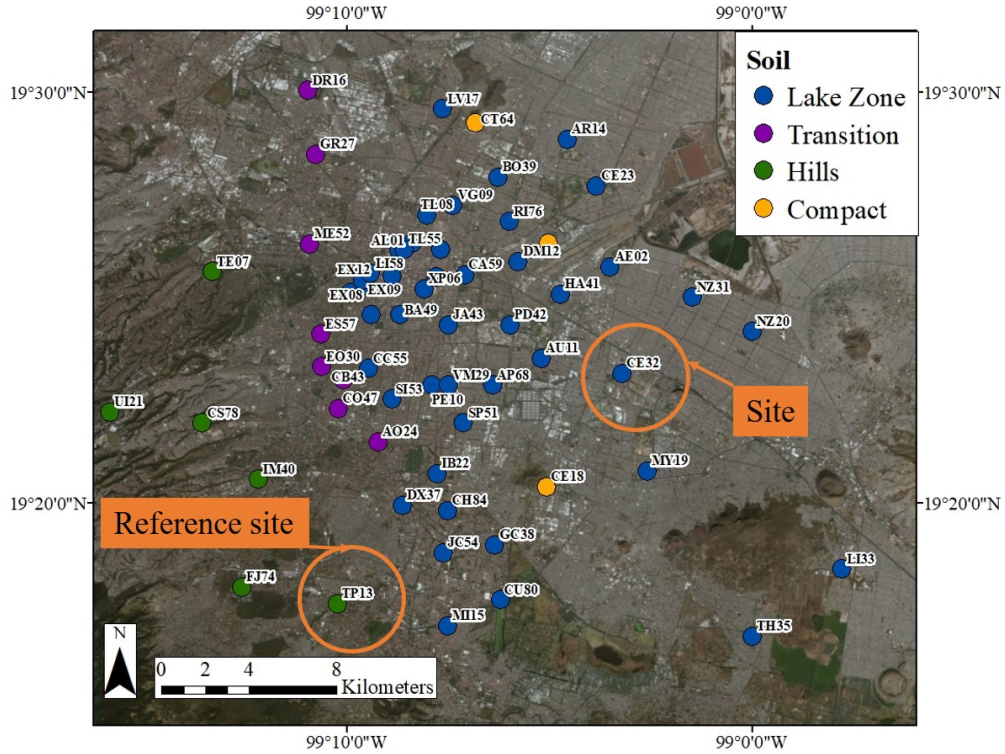 99°10'0"W
99°0'0"W
19°30'0"N
19°30'0"N
Soil
Lake Zone
Transition
Hills
Compact
DR16
LV17
CT64
GR27
AR14
BO39
CE23
VG09
TL08
RI76
ME52
AL01
TL55
DM12
TE07
LI58
EX12
CA59
AE02
XP06
EX09
EX08
HA41
NZ31
BA49
JA43
PD42
NZ20
ES57
AU11
EO30
CC55
CE32
CB43
VM29
AP68
SI53
PE10
UI21
CO47
Site
CS78
SP51
AO24
IM40
IB22
MY19
CE18
19°20'0"N
19°20'0"N
DX37
CH84
Reference site
JC54
GC38
LI33
FJ74
TP13
CU80
MI15
TH35
N
0 2 4 8
Kilometers
99°10'0"W
99°0'0"W